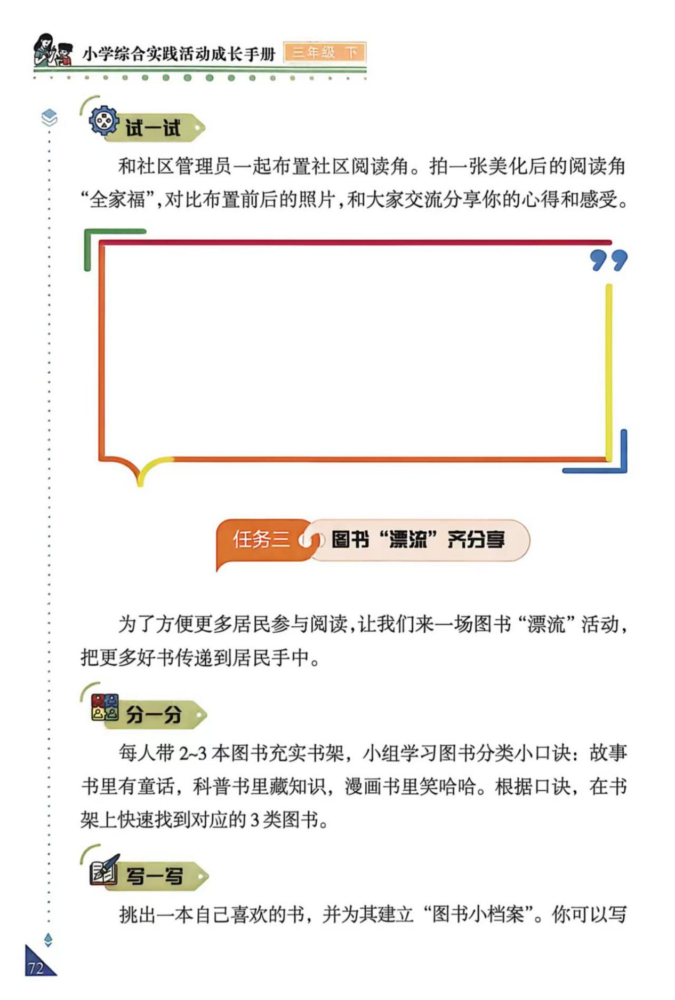 小学综合实践活动成长手册 三年级 下
试一试
和社区管理员一起布置社区阅读角。拍一张美化后的阅读角
“全家福”，对比布置前后的照片，和大家交流分享你的心得和感受。
任务三 图书“漂流”齐分享
为了方便更多居民参与阅读，让我们来一场图书“漂流”活动，
把更多好书传递到居民手中。
分一分
每人带 2~3 本图书充实书架，小组学习图书分类小口诀：故事
书里有童话，科普书里藏知识，漫画书里笑哈哈。根据口诀，在书
架上快速找到对应的 3 类图书。
写一写
挑出一本自己喜欢的书，并为其建立“图书小档案”。你可以写
72